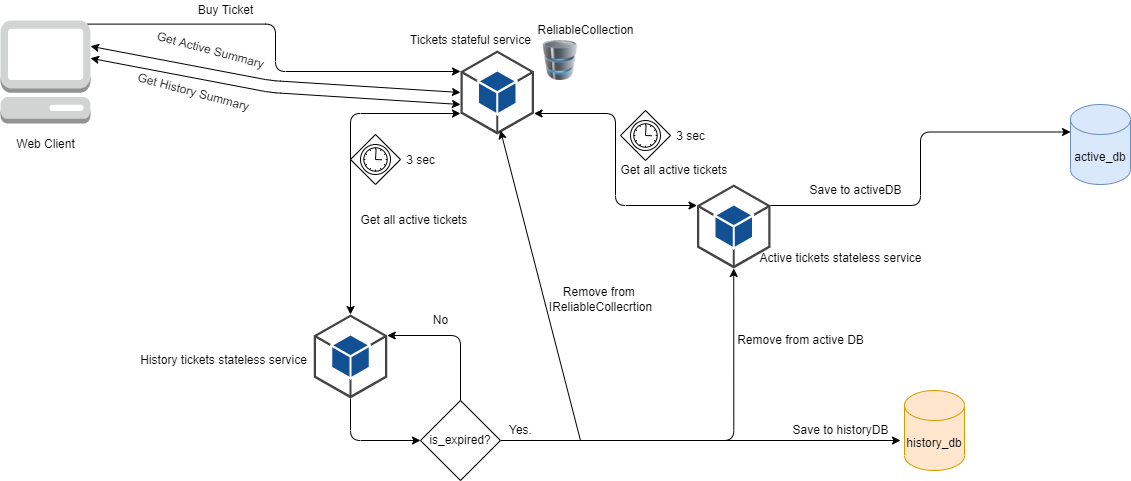 Buy Ticket
ReliableCollection
Tickets stateful service
Get Active Summary
Get History Summary
Web Client
3 sec
3 sec
Get all active tickets
active_db
Save to activeDB
Get all active tickets
Active tickets stateless service
Remove from
IReliableCollecrtion
No
Remove from active DB
History tickets stateless service
Yes.
Save to historyDB
is_expired?
history_db